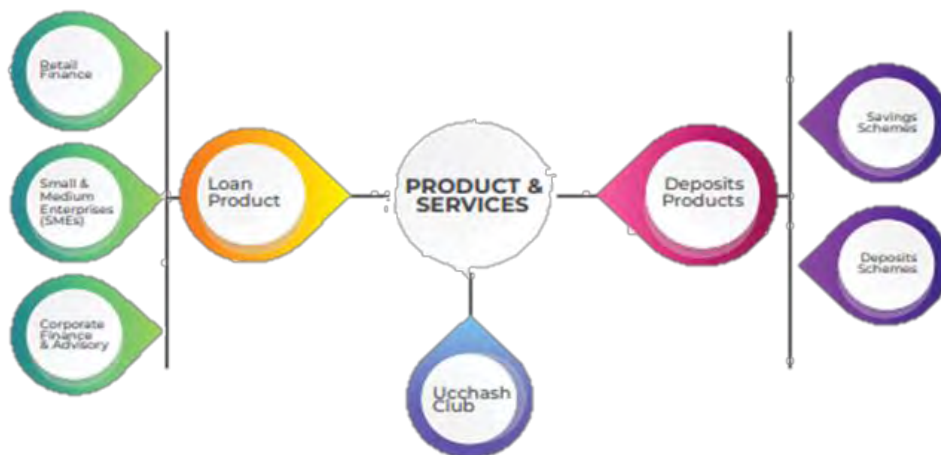 Retail
Finance
Small &
Medium
Enterprises
(SMEs)
Corporate
Finance
& Advisory
Loan
Product
PRODUCT &
SERVICES
Ucchash
Club
Deposits
Products
Savings
Schemes
Deposits
Schemes